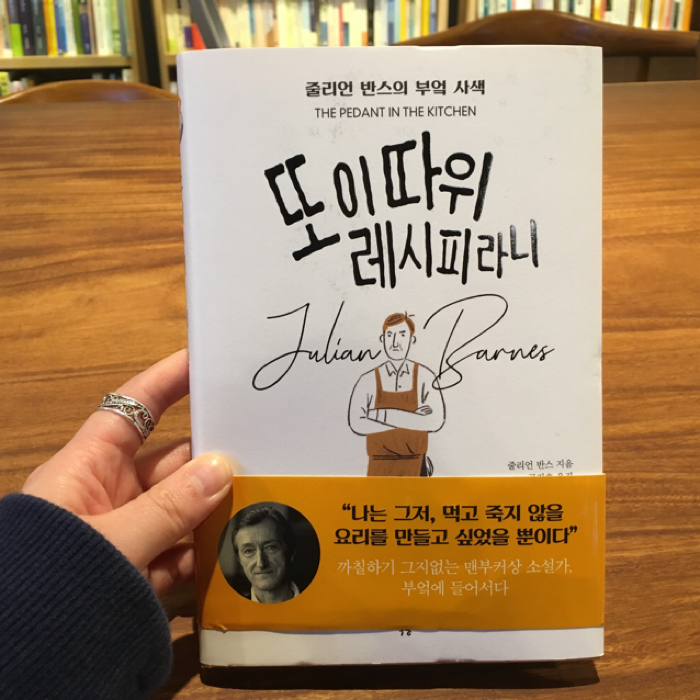 줄리언 반스의 부엌 사색
THE PEDANT IN THE KITCHEN
또 이따위
레시피라니
Julian Barnes
줄리언 반스 지음
“나는 그저, 먹고 죽지 않을
요리를 만들고 싶었을 뿐이다”
까칠하기 그지없는 맨부커상 소설가,
부엌에 들어서다